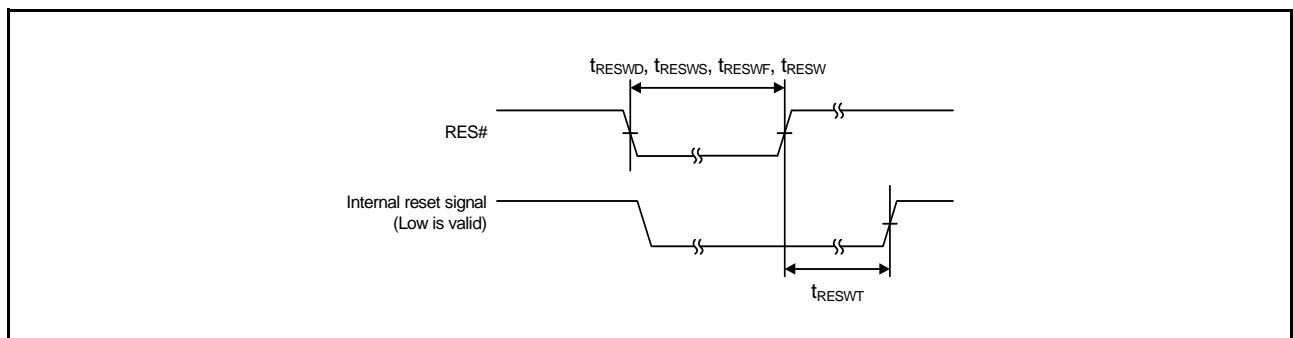 tRESWD, tRESWS, tRESWF, tRESW
RES#
Internal reset signal
(Low is valid)
tRESWT